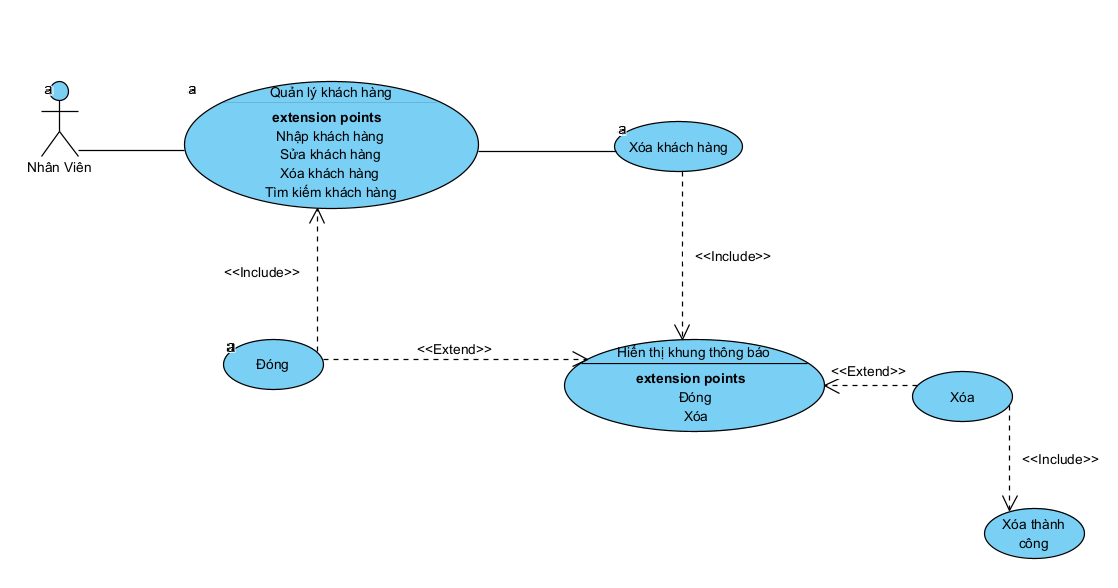 a
a
Quản lý khách hàng
extension points
Nhập khách hàng
Sửa khách hàng
Xóa khách hàng
Tìm kiếm khách hàng
a
Xóa khách hàng
Nhân Viên
<<Include>>
<<Include>>
a
Đóng
<<Extend>>
Hiển thị khung thông báo
extension points
Đóng
Xóa
<<Extend>>
Xóa
<<Include>>
Xóa thành
công